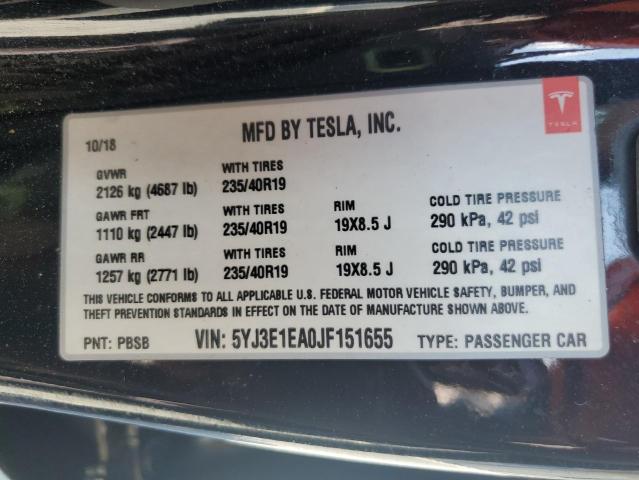 10/18
MFD BY TESLA, INC.
TESLA
GVWR WITH TIRES
2126 kg (4687 lb) 235/40R19
GAWR FRT WITH TIRES RIM COLD TIRE PRESSURE
1110 kg (2447 lb) 235/40R19 19X8.5 J 290 kPa, 42 psi
GAWR RR WITH TIRES RIM COLD TIRE PRESSURE
1257 kg (2771 lb) 235/40R19 19X8.5 J 290 kPa, 42 psi
THIS VEHICLE CONFORMS TO ALL APPLICABLE U.S. FEDERAL MOTOR VEHICLE SAFETY, BUMPER, AND
THEFT PREVENTION STANDARDS IN EFFECT ON THE DATE OF MANUFACTURE SHOWN ABOVE.
PNT: PBSB VIN: 5YJ3E1EA0JF151655 TYPE: PASSENGER CAR